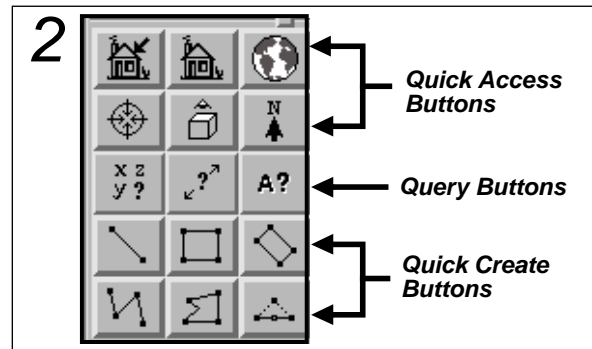 2
Quick Access
Buttons
N
x z
y ?
?
A?
Query Buttons
Quick Create
Buttons